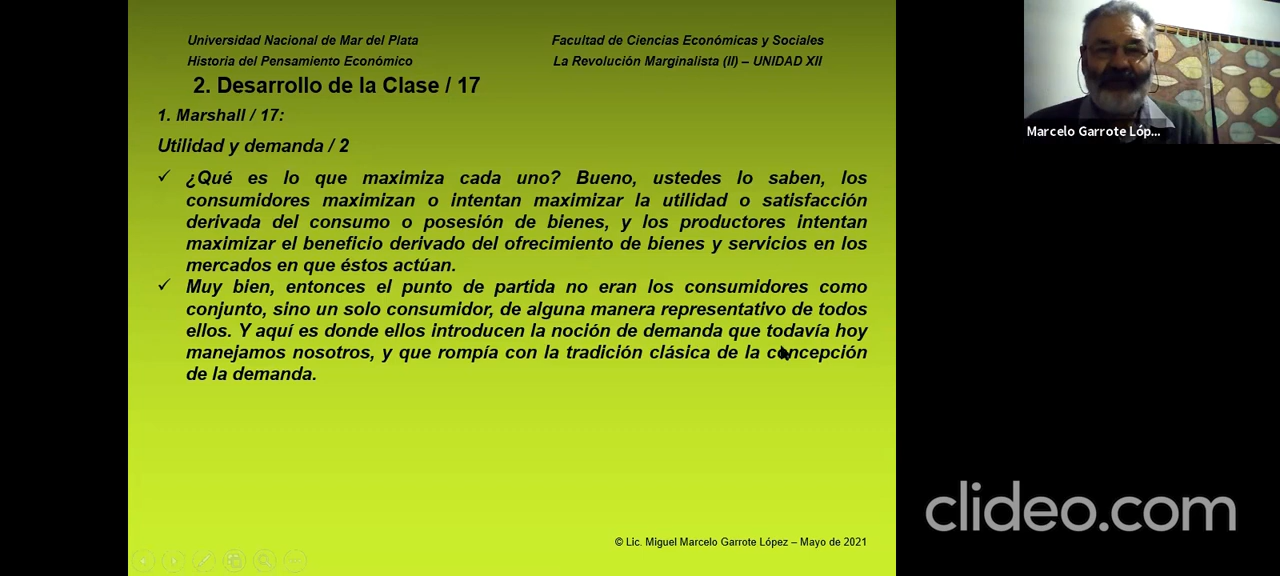 Universidad Nacional de Mar del Plata
Facultad de Ciencias Económicas y Sociales
Historia del Pensamiento Económico
La Revolución Marginalista (II) – UNIDAD XII
2. Desarrollo de la Clase / 17
1. Marshall / 17:
Utilidad y demanda / 2
✓ ¿Qué es lo que maximiza cada uno? Bueno, ustedes lo saben, los
consumidores maximizan o intentan maximizar la utilidad o satisfacción
derivada del consumo o posesión de bienes, y los productores intentan
maximizar el beneficio derivado del ofrecimiento de bienes y servicios en los
mercados en que éstos actúan.
✓ Muy bien, entonces el punto de partida no eran los consumidores como
conjunto, sino un solo consumidor, de alguna manera representativo de todos
ellos. Y aquí es donde ellos introducen la noción de demanda que todavía hoy
manejamos nosotros, y que rompía con la tradición clásica de la concepción
de la demanda.
© Lic. Miguel Marcelo Garrote López – Mayo de 2021
Marcelo Garrote Lóp...
clideo.com